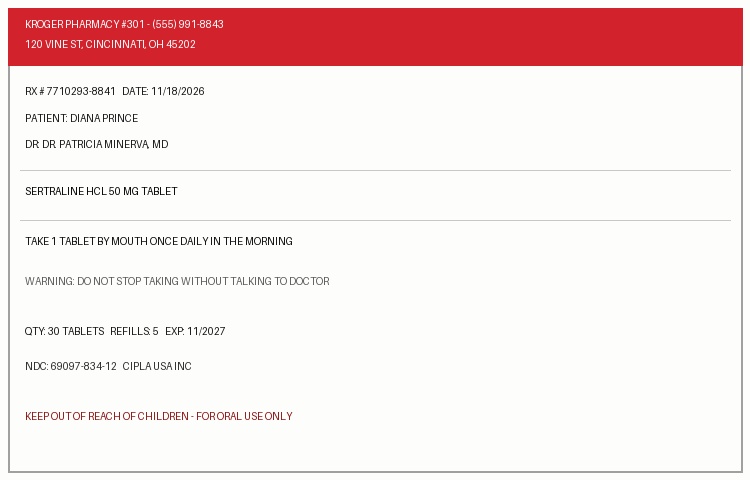 KROGER PHARMACY #301 - (555) 991-8843
120 VINE ST, CINCINNATI, OH 45202
RX # 7710293-8841 DATE: 11/18/2026
PATIENT: DIANA PRINCE
DR: DR. PATRICIA MINERVA, MD
SERTRALINE HCL 50 MG TABLET
TAKE 1 TABLET BY MOUTH ONCE DAILY IN THE MORNING
WARNING: DO NOT STOP TAKING WITHOUT TALKING TO DOCTOR
QTY: 30 TABLETS REFILLS: 5 EXP: 11/2027
NDC: 69097-834-12 CIPLA USA INC
KEEP OUT OF REACH OF CHILDREN - FOR ORAL USE ONLY